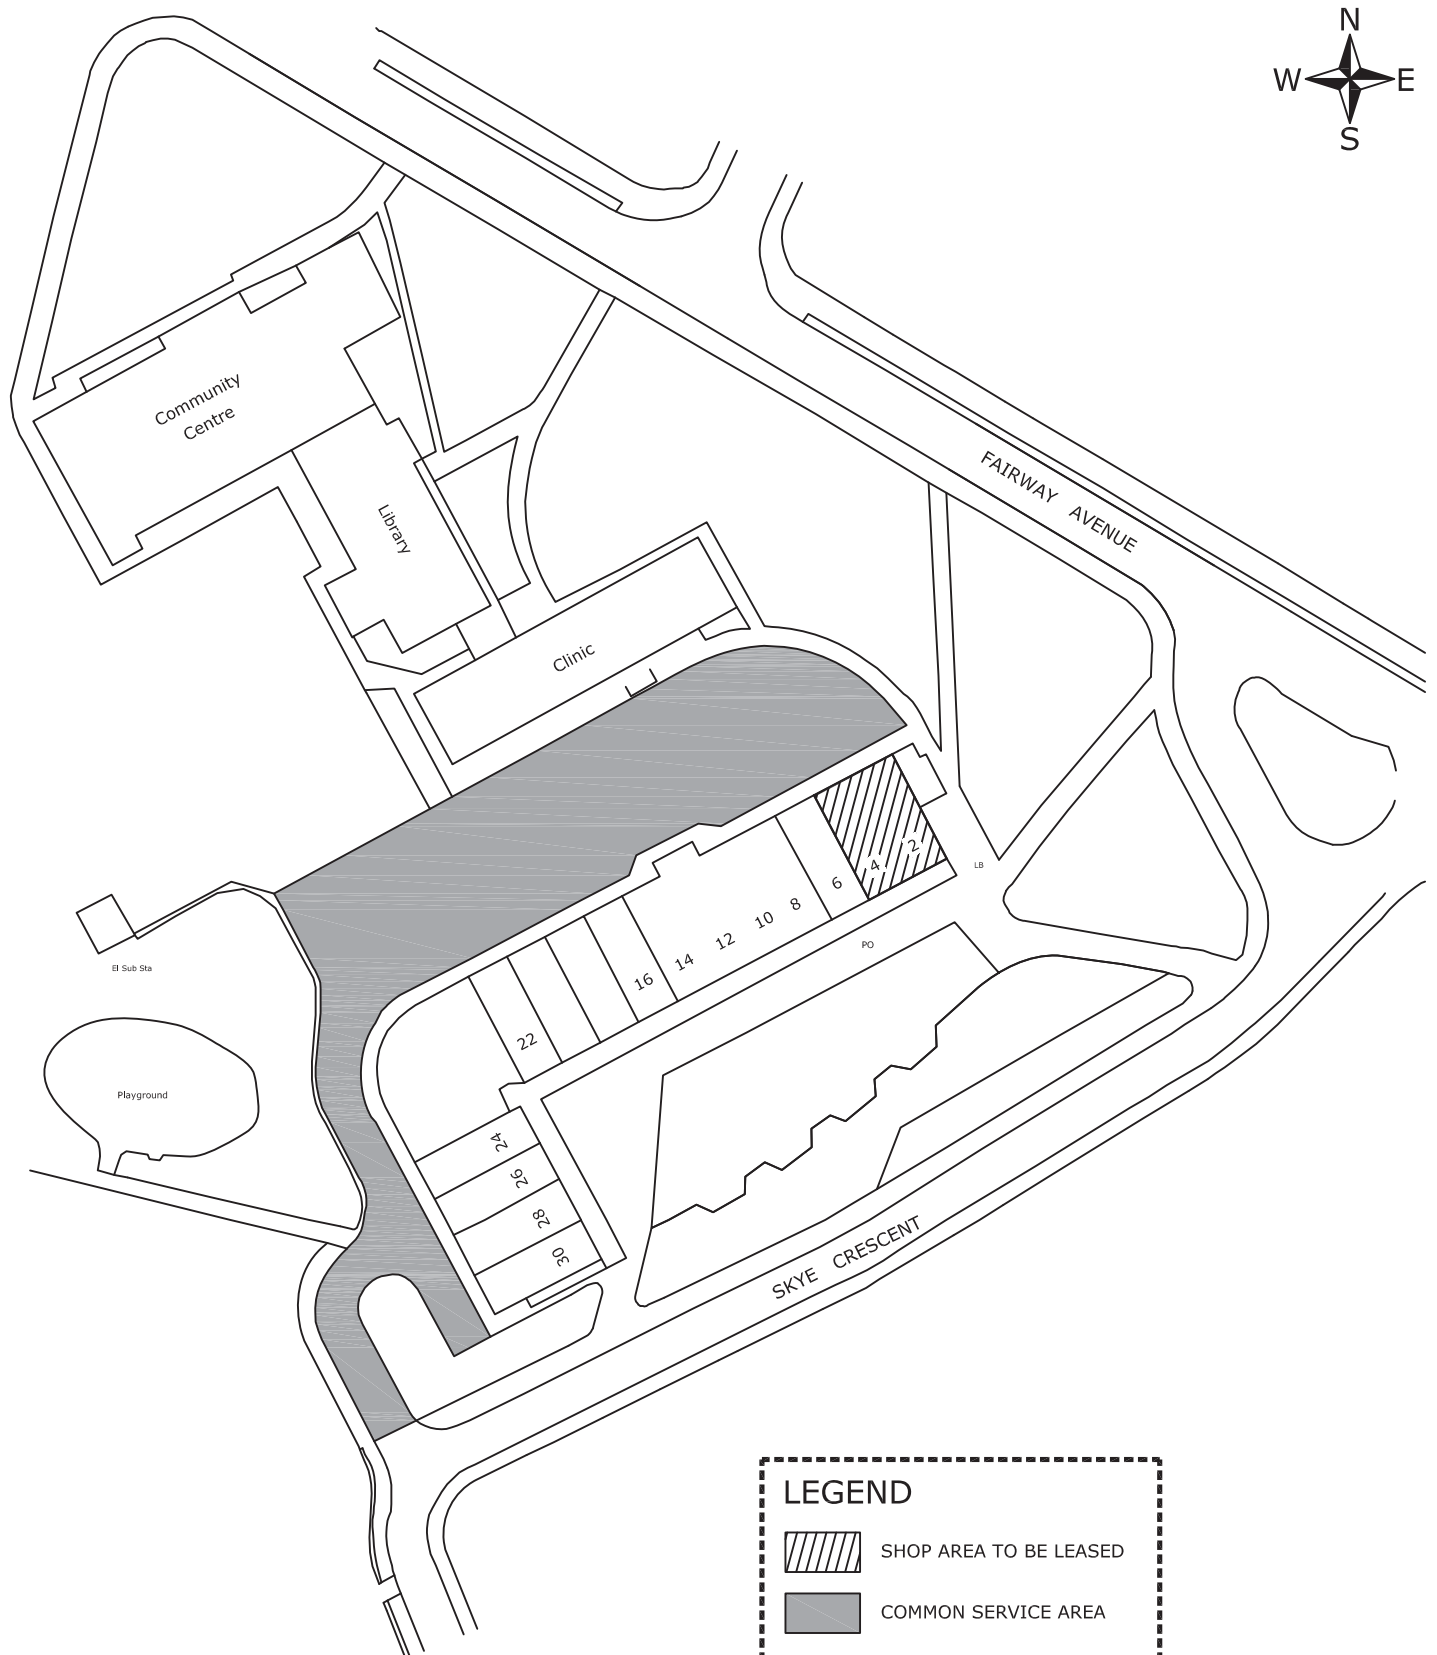 N
W E
S
Community
Centre
Library
FAIRWAY AVENUE
Clinic
2
4
6
8
10
12
14
16
22
LB
PO
El Sub Sta
Playground
24
26
28
30
SKYE CRESCENT
LEGEND
SHOP AREA TO BE LEASED
COMMON SERVICE AREA